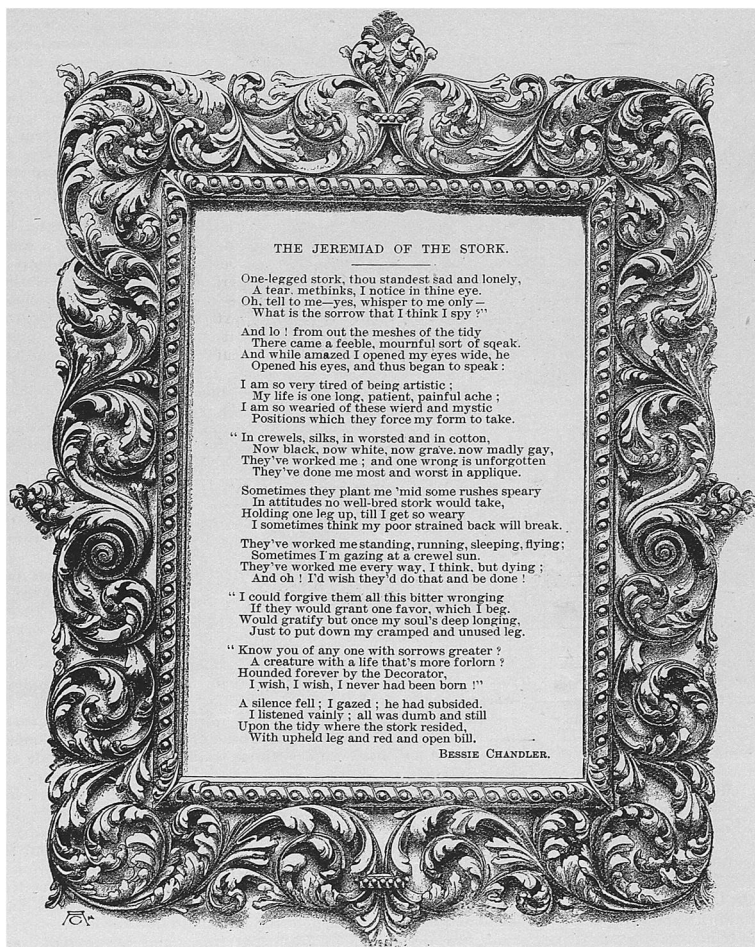 THE JEREMIAD OF THE STORK.
One-legged stork, thou standest sad and lonely,
A tear. methinks, I notice in thine eye.
Oh, tell to me—yes, whisper to me only—
What is the sorrow that I think I spy ?"
And lo ! from out the meshes of the tidy
There came a feeble, mournful sort of sqeak.
And while amazed I opened my eyes wide, he
Opened his eyes, and thus began to speak :
I am so very tired of being artistic ;
My life is one long, patient, painful ache ;
I am so wearied of these wierd and mystic
Positions which they force my form to take.
" In crewels, silks, in worsted and in cotton,
Now black, now white, now grave. now madly gay,
They've worked me ; and one wrong is unforgotten
They've done me most and worst in applique.
Sometimes they plant me 'mid some rushes speary
In attitudes no well-bred stork would take,
Holding one leg up, till I get so weary
I sometimes think my poor strained back will break.
They've worked me standing, running, sleeping, flying;
Sometimes I'm gazing at a crewel sun.
They've worked me every way, I think, but dying ;
And oh ! I'd wish they'd do that and be done !
" I could forgive them all this bitter wronging
If they would grant one favor, which I beg.
Would gratify but once my soul's deep longing,
Just to put down my cramped and unused leg.
" Know you of any one with sorrows greater ?
A creature with a life that's more forlorn ?
Hounded forever by the Decorator,
I wish, I wish, I never had been born !"
A silence fell ; I gazed ; he had subsided.
I listened vainly ; all was dumb and still
Upon the tidy where the stork resided,
With upheld leg and red and open bill.
BESSIE CHANDLER.